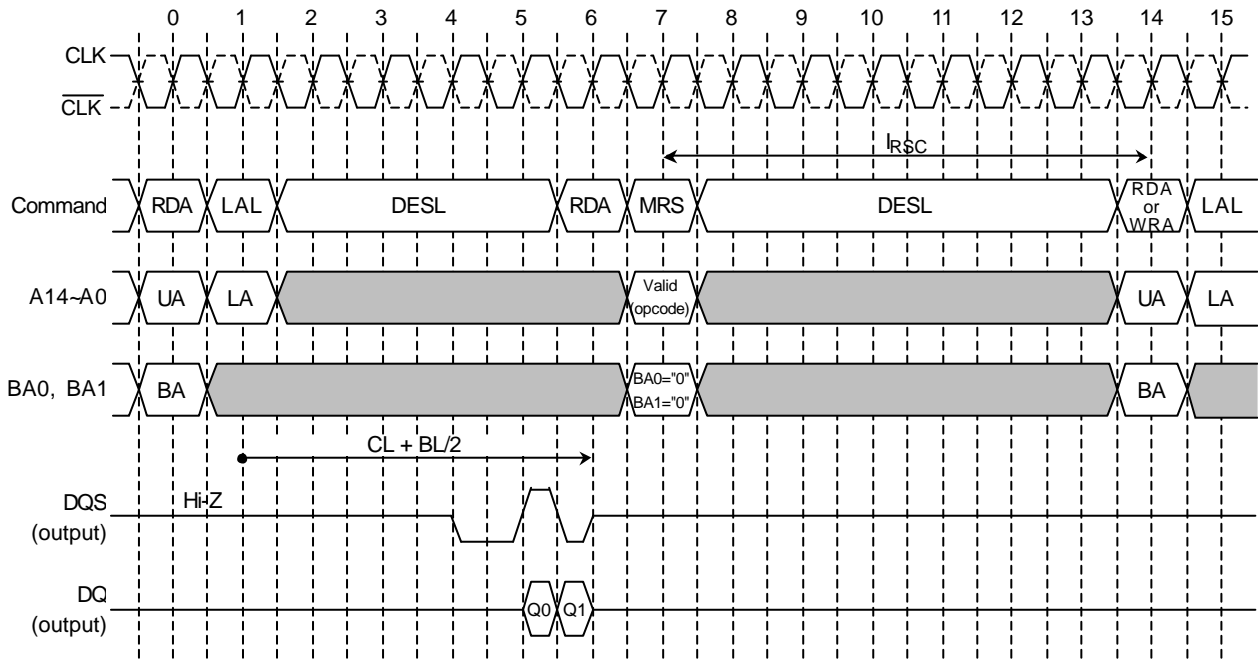 0 1 2 3 4 5 6 7 8 9 10 11 12 13 14 15
CLK
CLK
IRSC
Command RDA LAL DESL RDA MRS DESL RDA or WRA LAL
A14~A0 UA LA Valid (opcode) UA LA
BA0, BA1 BA BA0="0" BA1="0" BA
CL + BL/2
DQS (output) Hi-Z
DQ (output) Q0 Q1